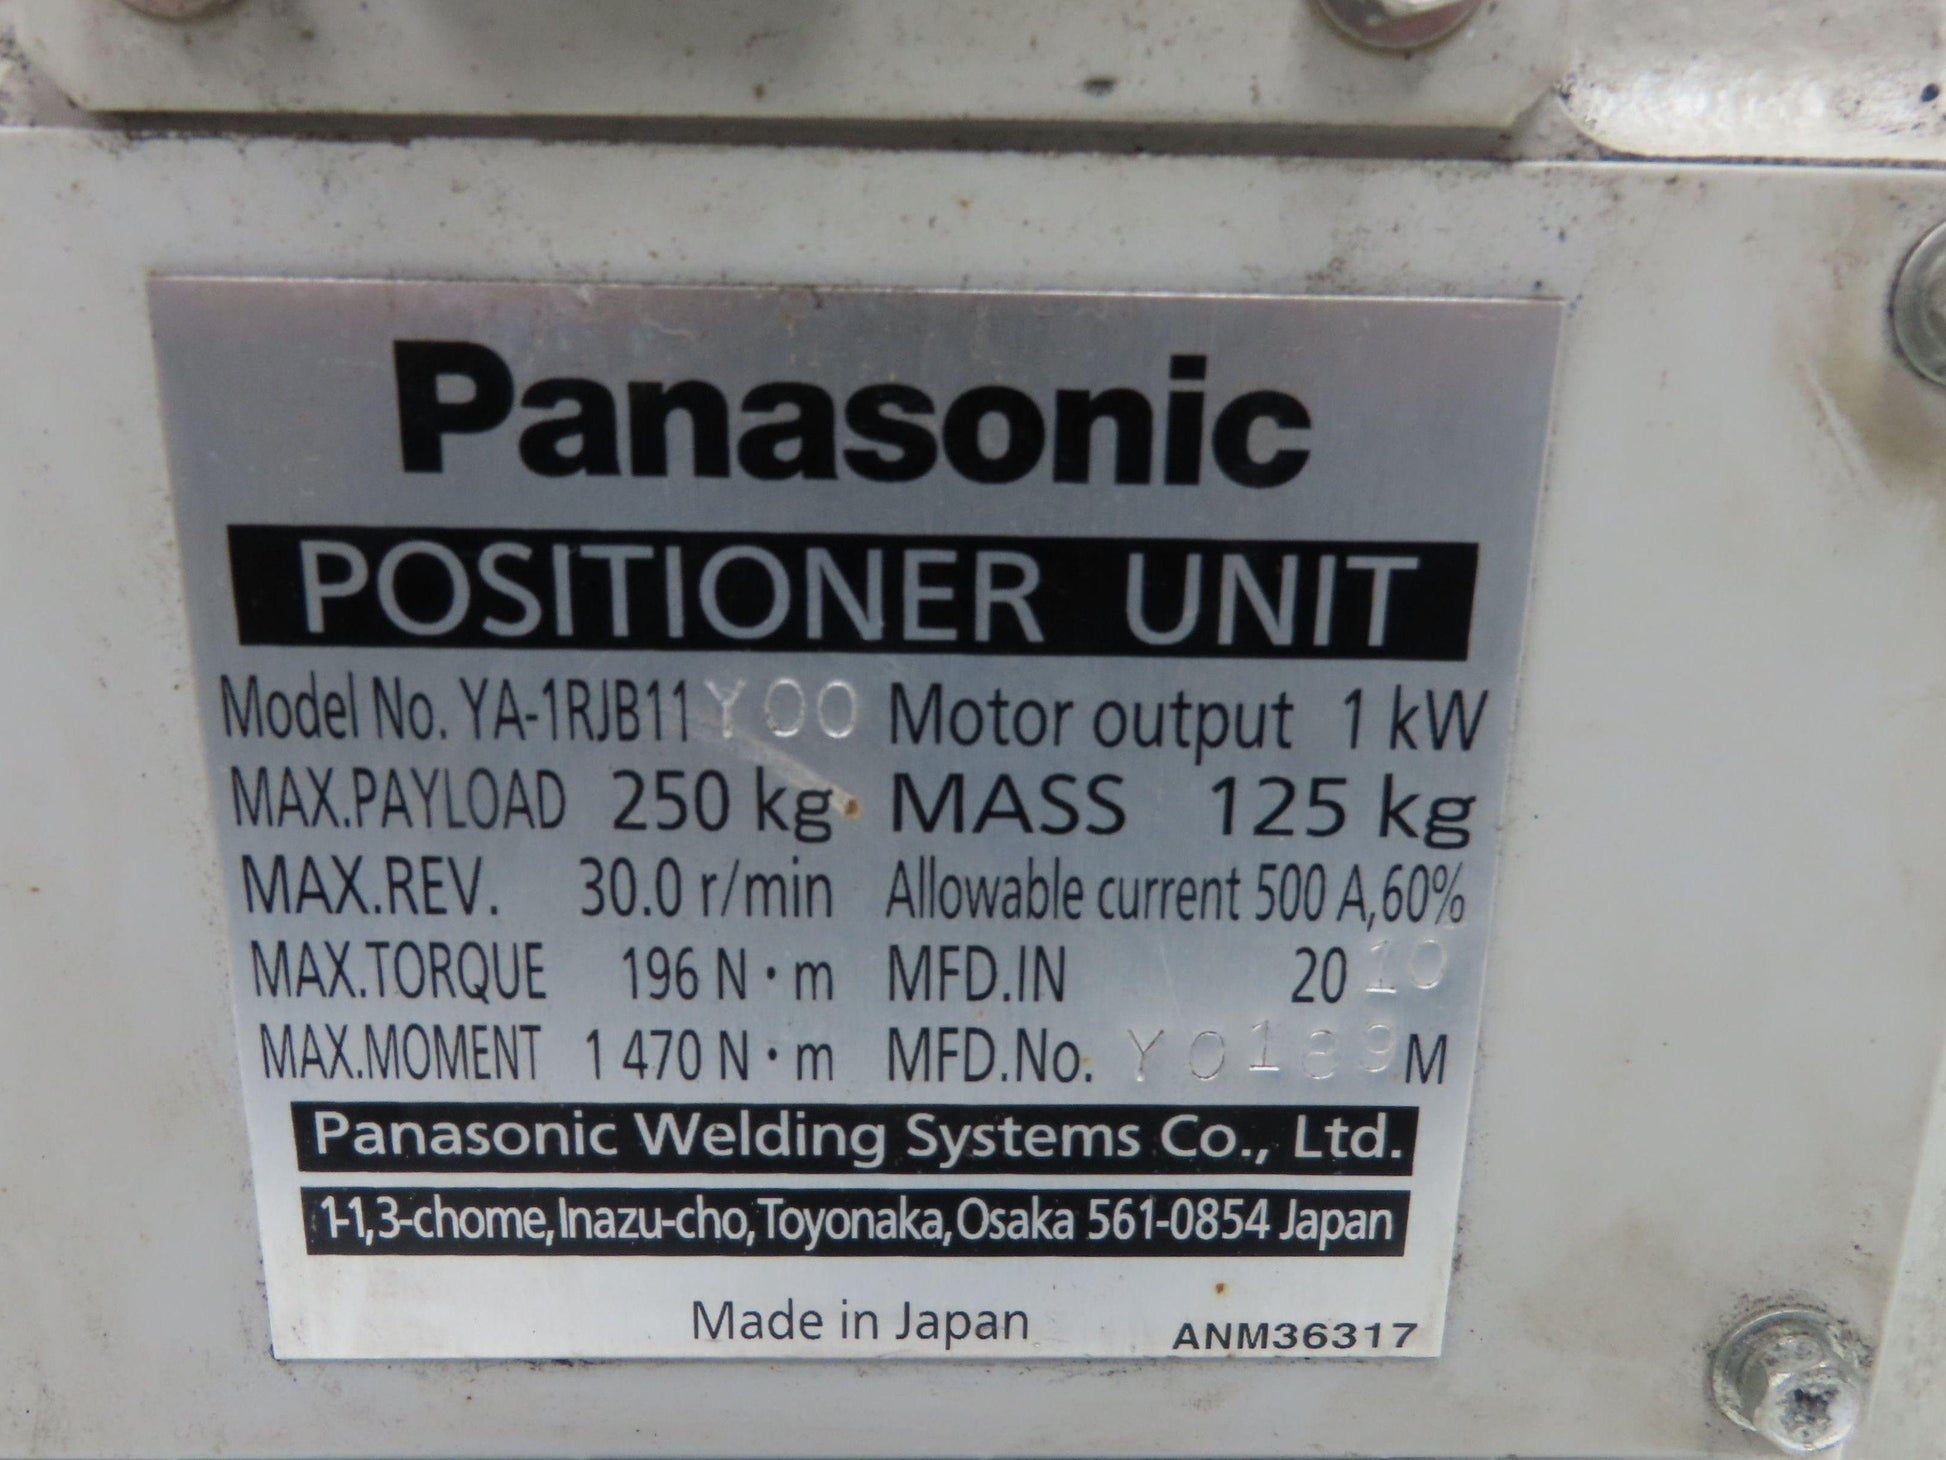 Panasonic
POSITIONER UNIT
Model No. YA-1RJB11 Y00 Motor output 1 kW
MAX.PAYLOAD 250 kg MASS 125 kg
MAX.REV. 30.0 r/min Allowable current 500 A,60%
MAX.TORQUE 196 N・m MFD.IN 2010
MAX.MOMENT 1 470 N・m MFD.No. M
Panasonic Welding Systems Co., Ltd.
1-1,3-chome,Inazu-cho,Toyonaka,Osaka 561-0854 Japan
Made in Japan ANM36317